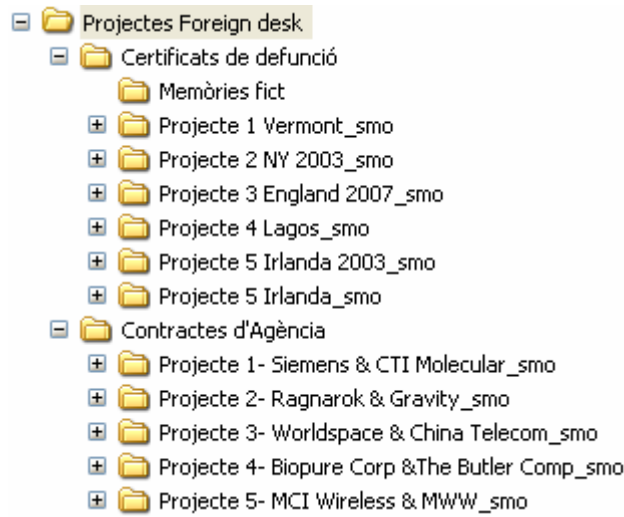 Projectes Foreign desk
Certificats de defunció
Memòries fict
Projecte 1 Vermont_smo
Projecte 2 NY 2003_smo
Projecte 3 England 2007_smo
Projecte 4 Lagos_smo
Projecte 5 Irlanda 2003_smo
Projecte 5 Irlanda_smo
Contractes d'Agència
Projecte 1- Siemens & CTI Molecular_smo
Projecte 2- Ragnarok & Gravity_smo
Projecte 3- Worldspace & China Telecom_smo
Projecte 4- Biopure Corp &The Butler Comp_smo
Projecte 5- MCI Wireless & MWW_smo